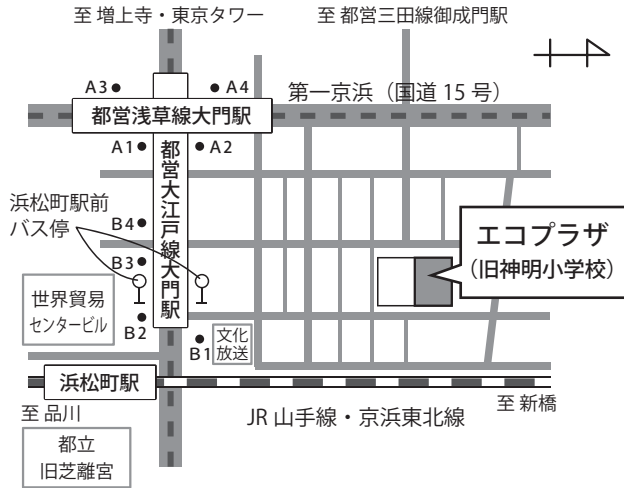 至 増上寺・東京タワー
至 都営三田線御成門駅
A3
A4
第一京浜（国道 15 号）
都営浅草線大門駅
A1
A2
都営大江戸線大門駅
浜松町駅前
バス停
B4
B3
エコプラザ
(旧神明小学校)
世界貿易
センタービル
B2
B1
文化
放送
浜松町駅
至 品川
JR 山手線・京浜東北線
至 新橋
都立
旧芝離宮